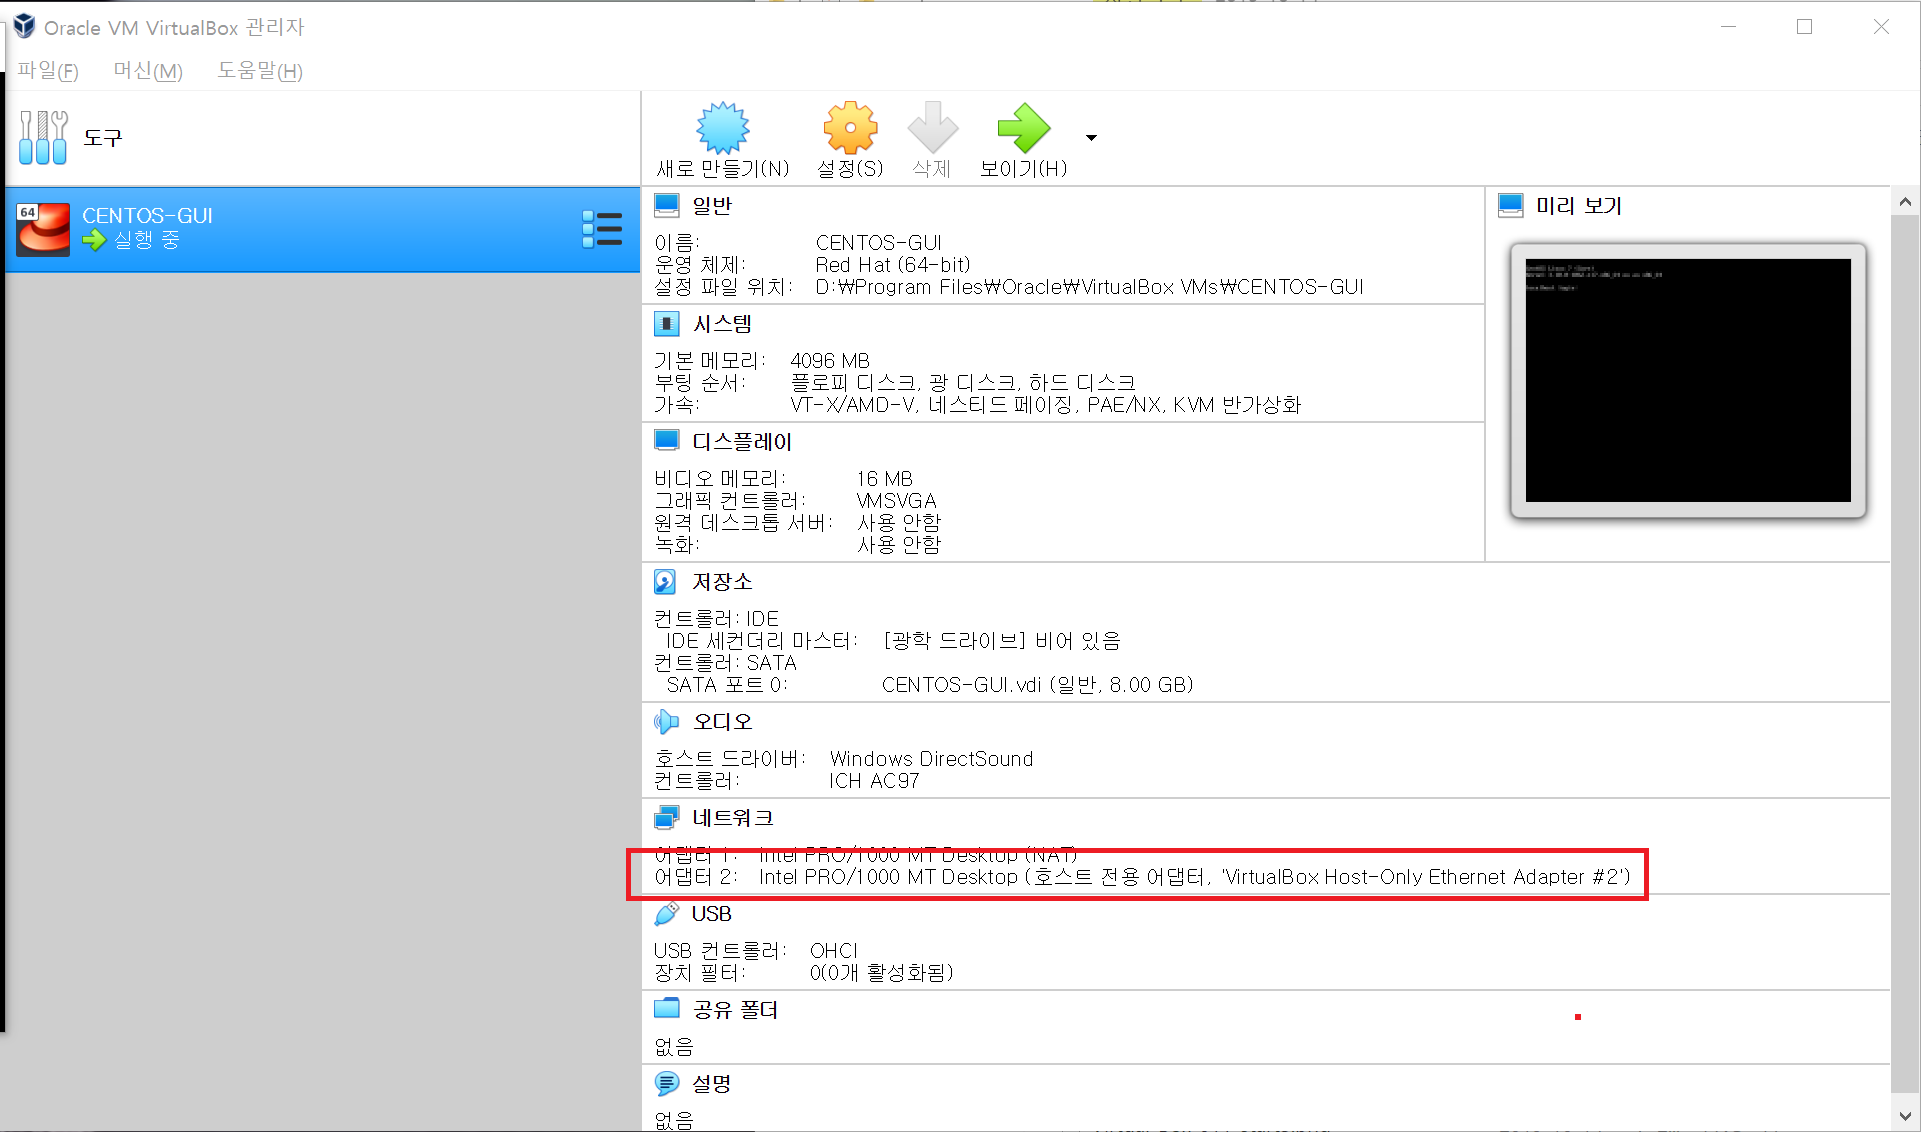 Oracle VM VirtualBox 관리자
파일(F) 머신(M) 도움말(H)
도구
새로 만들기(N) 설정(S) 삭제 보이기(H)
64
CENTOS-GUI
실행 중
일반
이름: CENTOS-GUI
운영 체제: Red Hat (64-bit)
설정 파일 위치: D:₩Program Files₩Oracle₩VirtualBox VMs₩CENTOS-GUI
미리 보기
시스템
기본 메모리: 4096 MB
부팅 순서: 플로피 디스크, 광 디스크, 하드 디스크
가속: VT-X/AMD-V, 네스티드 페이징, PAE/NX, KVM 반가상화
디스플레이
비디오 메모리: 16 MB
그래픽 컨트롤러: VMSVGA
원격 데스크톱 서버: 사용 안함
녹화: 사용 안함
저장소
컨트롤러: IDE
IDE 세컨더리 마스터: [광학 드라이브] 비어 있음
컨트롤러: SATA
SATA 포트 0: CENTOS-GUI.vdi (일반, 8.00 GB)
오디오
호스트 드라이버: Windows DirectSound
컨트롤러: ICH AC97
네트워크
어댑터 1: Intel PRO/1000 MT Desktop (NAT)
어댑터 2: Intel PRO/1000 MT Desktop (호스트 전용 어댑터, 'VirtualBox Host-Only Ethernet Adapter #2')
USB
USB 컨트롤러: OHCI
장치 필터: 0(0개 활성화됨)
공유 폴더
없음
설명
없음